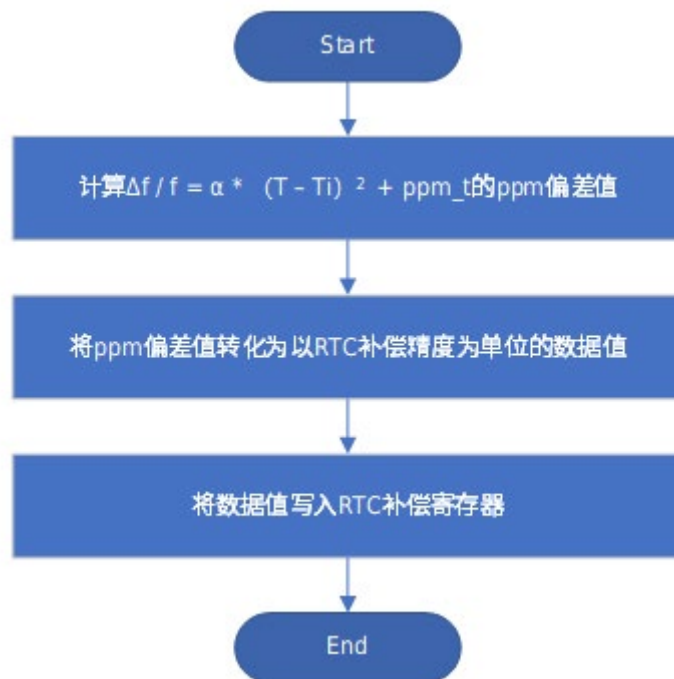 Start
计算Δf / f = α * （T – Ti）² + ppm_t的ppm偏差值
将ppm偏差值转化为以RTC补偿精度为单位的数据值
将数据值写入RTC补偿寄存器
End